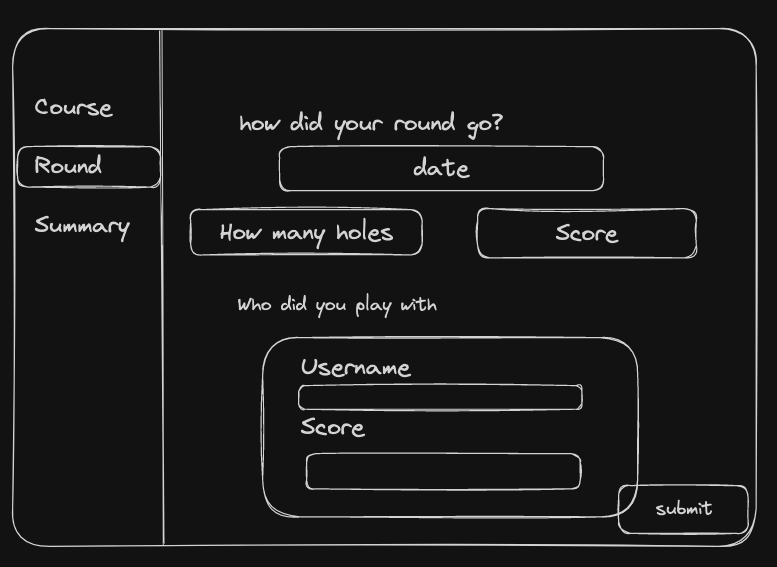 Course
Round
Summary
how did your round go?
date
How many holes
Score
Who did you play with
Username
Score
submit